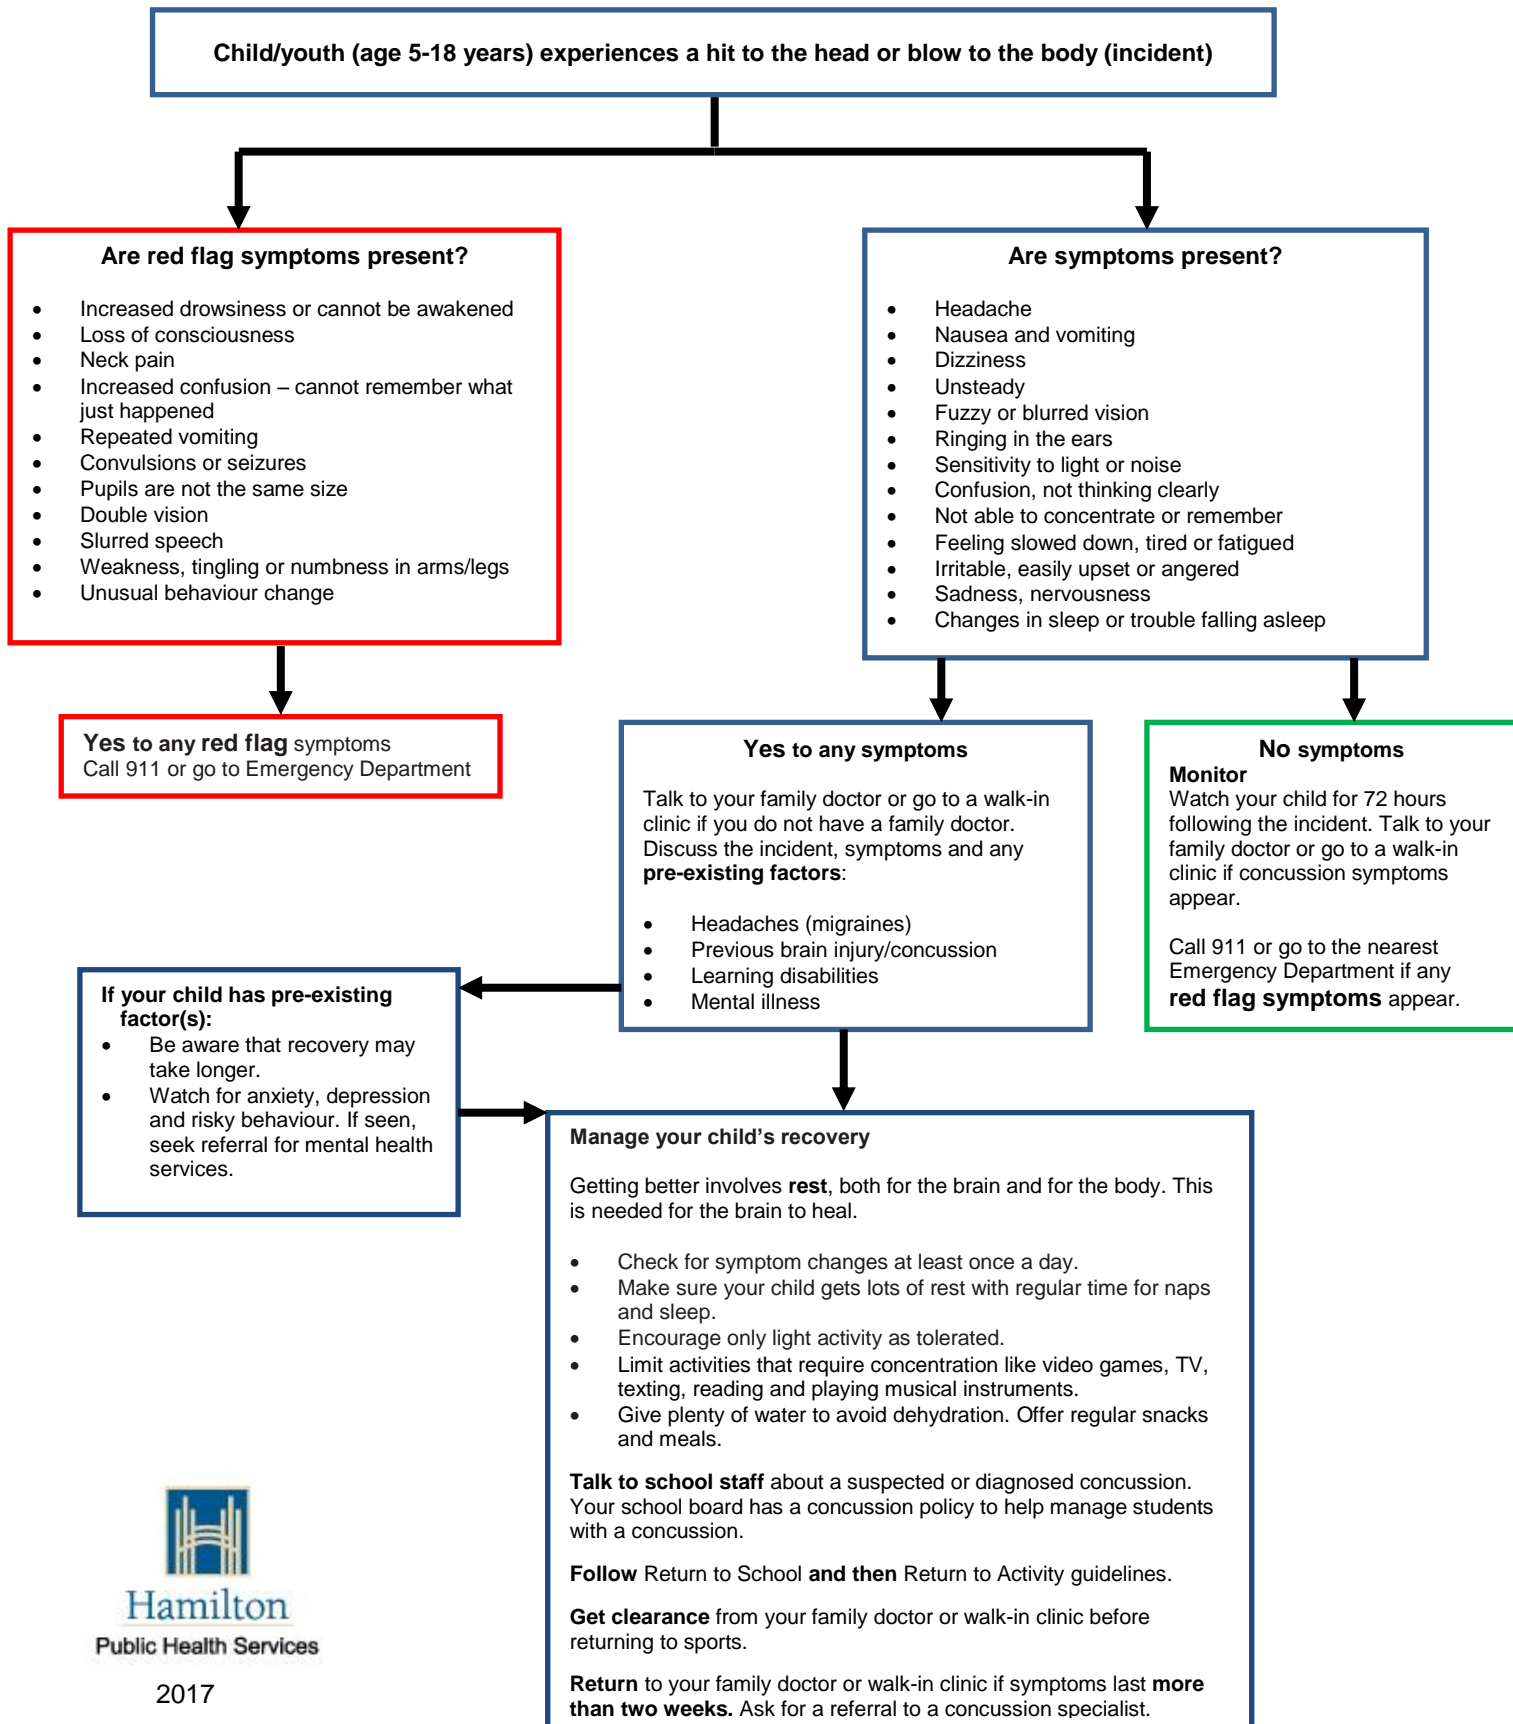 Child/youth (age 5-18 years) experiences a hit to the head or blow to the body (incident)
Are red flag symptoms present?
• Increased drowsiness or cannot be awakened
• Loss of consciousness
• Neck pain
• Increased confusion – cannot remember what
just happened
• Repeated vomiting
• Convulsions or seizures
• Pupils are not the same size
• Double vision
• Slurred speech
• Weakness, tingling or numbness in arms/legs
• Unusual behaviour change
Are symptoms present?
• Headache
• Nausea and vomiting
• Dizziness
• Unsteady
• Fuzzy or blurred vision
• Ringing in the ears
• Sensitivity to light or noise
• Confusion, not thinking clearly
• Not able to concentrate or remember
• Feeling slowed down, tired or fatigued
• Irritable, easily upset or angered
• Sadness, nervousness
• Changes in sleep or trouble falling asleep
Yes to any red flag symptoms
Call 911 or go to Emergency Department
Yes to any symptoms
Talk to your family doctor or go to a walk-in
clinic if you do not have a family doctor.
Discuss the incident, symptoms and any
pre-existing factors:
• Headaches (migraines)
• Previous brain injury/concussion
• Learning disabilities
• Mental illness
No symptoms
Monitor
Watch your child for 72 hours
following the incident. Talk to your
family doctor or go to a walk-in
clinic if concussion symptoms
appear.
Call 911 or go to the nearest
Emergency Department if any
red flag symptoms appear.
If your child has pre-existing
factor(s):
• Be aware that recovery may
take longer.
• Watch for anxiety, depression
and risky behaviour. If seen,
seek referral for mental health
services.
Manage your child's recovery
Getting better involves rest, both for the brain and for the body. This
is needed for the brain to heal.
• Check for symptom changes at least once a day.
• Make sure your child gets lots of rest with regular time for naps
and sleep.
• Encourage only light activity as tolerated.
• Limit activities that require concentration like video games, TV,
texting, reading and playing musical instruments.
• Give plenty of water to avoid dehydration. Offer regular snacks
and meals.
Talk to school staff about a suspected or diagnosed concussion.
Your school board has a concussion policy to help manage students
with a concussion.
Follow Return to School and then Return to Activity guidelines.
Get clearance from your family doctor or walk-in clinic before
returning to sports.
Return to your family doctor or walk-in clinic if symptoms last more
than two weeks. Ask for a referral to a concussion specialist.
Hamilton
Public Health Services
2017